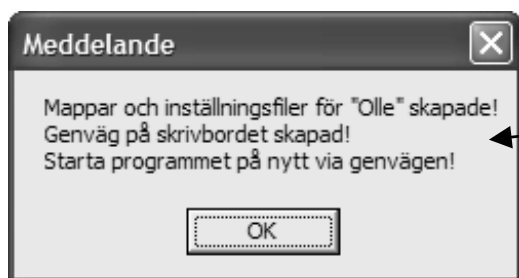 Meddelande
Mappar och inställningsfiler för "Olle" skapade!
Genväg på skrivbordet skapad!
Starta programmet på nytt via genvägen!
OK